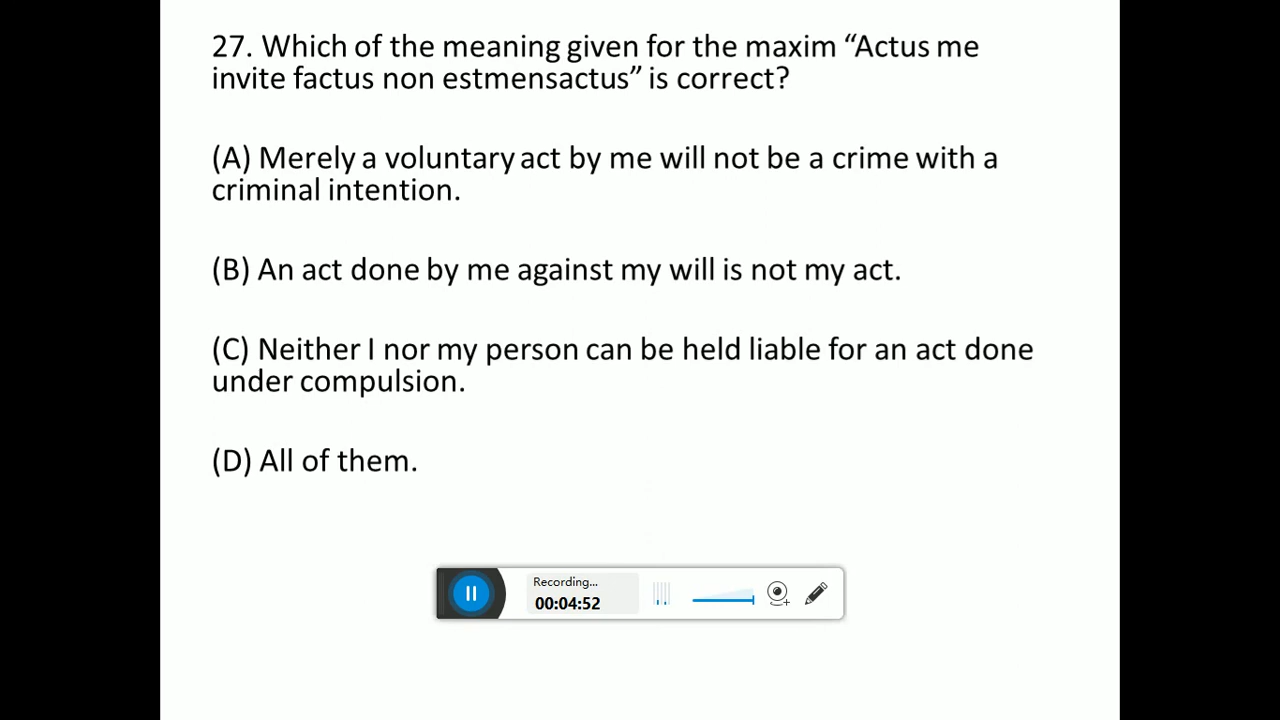 27. Which of the meaning given for the maxim “Actus me
invite factus non estmensactus” is correct?
(A) Merely a voluntary act by me will not be a crime with a
criminal intention.
(B) An act done by me against my will is not my act.
(C) Neither I nor my person can be held liable for an act done
under compulsion.
(D) All of them.
Recording...
00:04:52